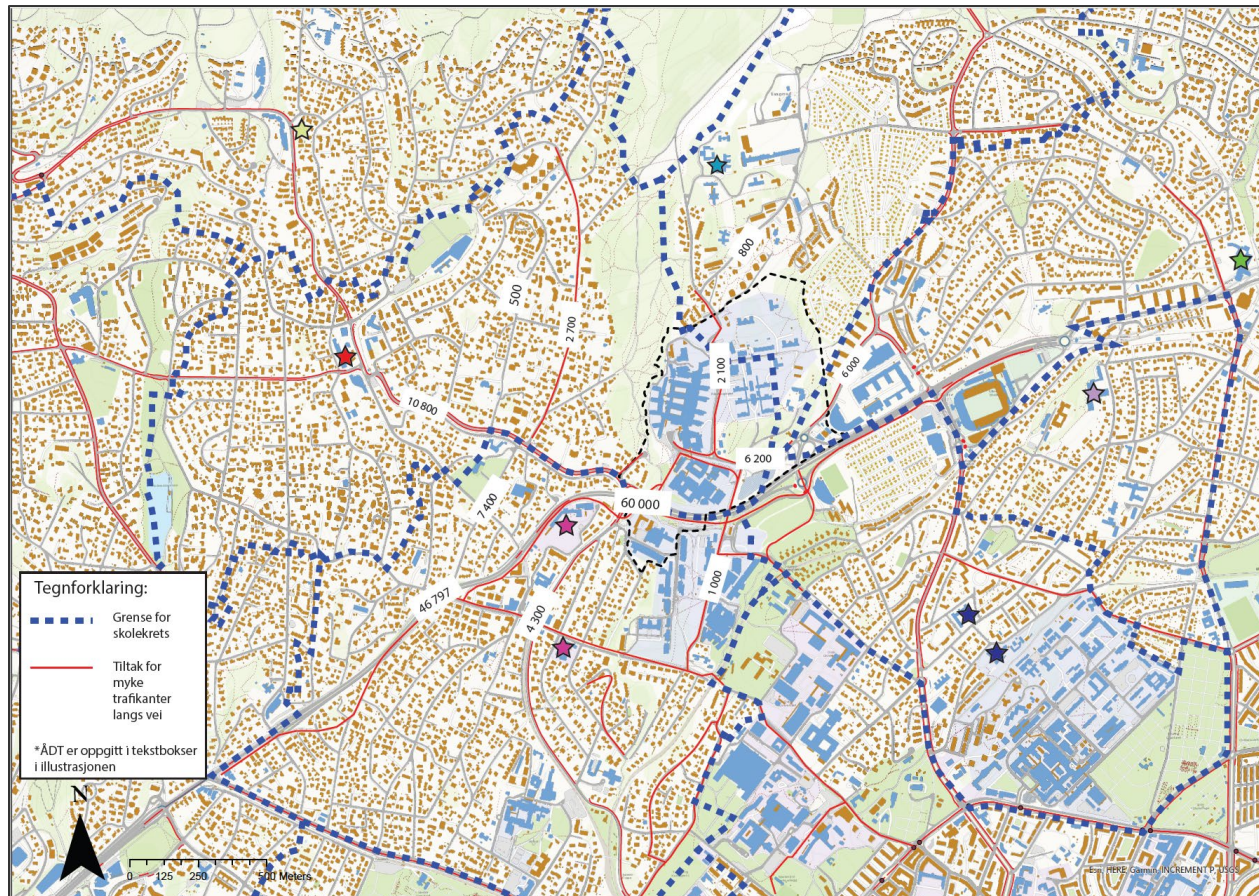 800
500
2 700
2 100
6 000
10 800
6 200
60 000
7 400
1 000
46 797
4 300
Tegnforklaring:
Grense for
skolekrets
Tiltak for
myke
trafikanter
langs vei
*ÅDT er oppgitt i tekstbokser
i illustrasjonen
N
0 125 250 500 Meters
Esri, HERE, Garmin, INCREMENT P, USGS